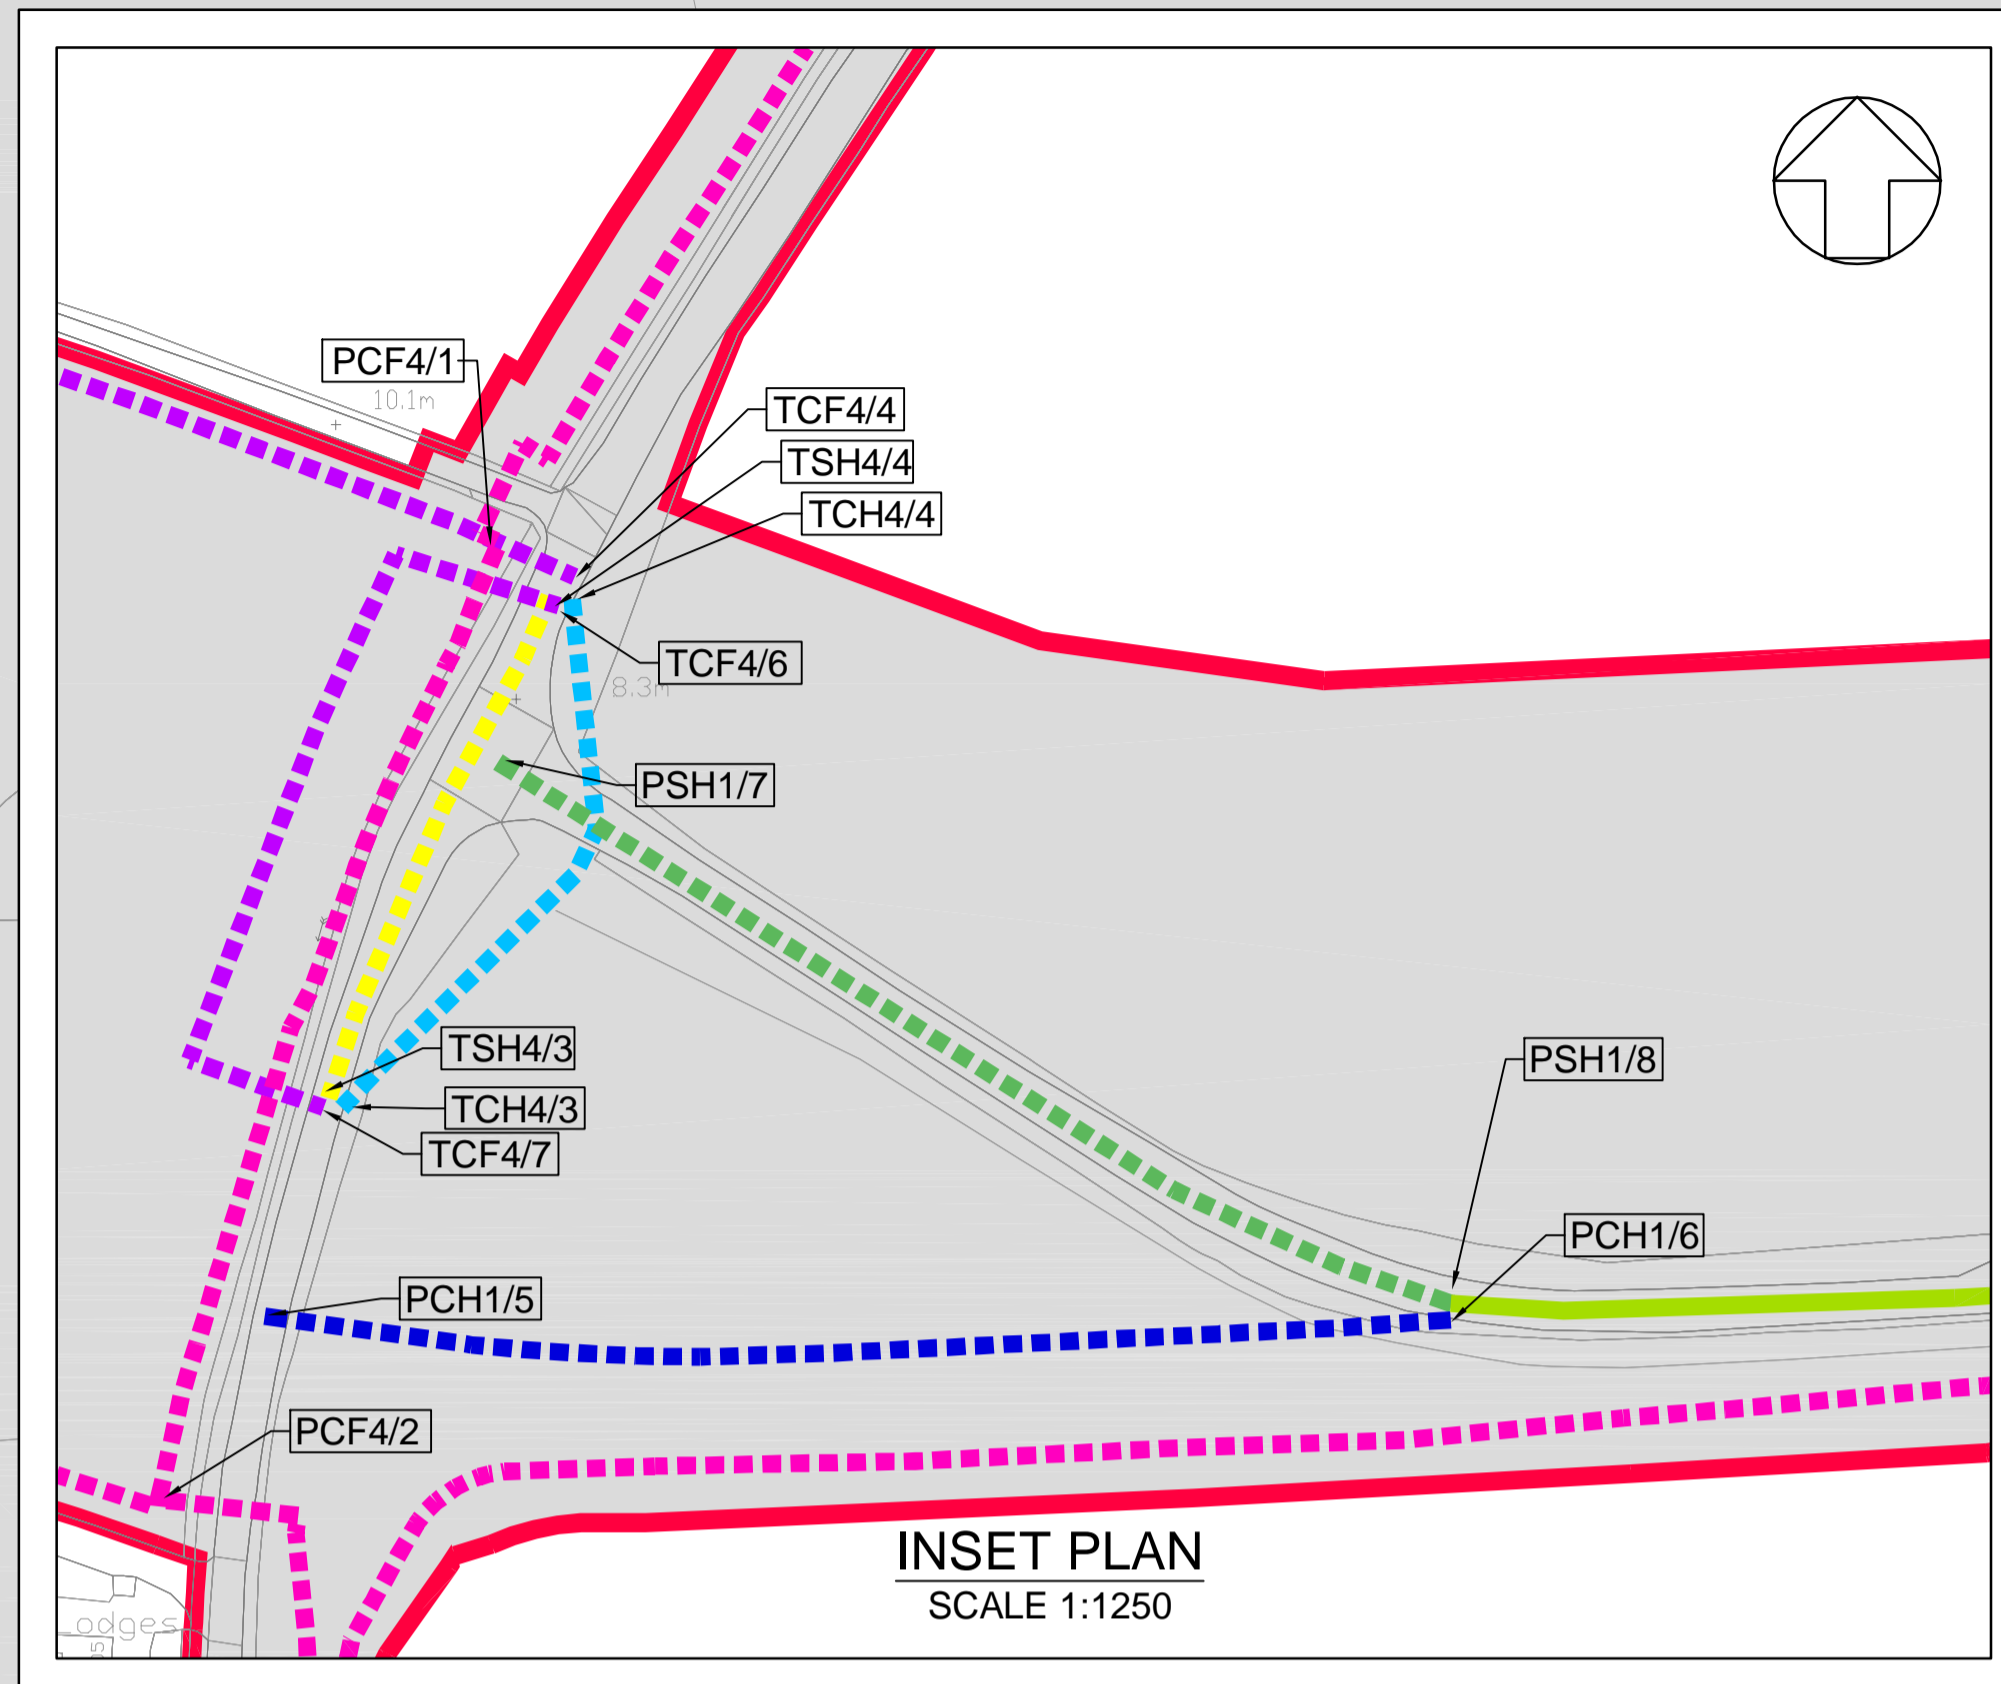 PCF4/1
10.1m
TCF4/4
TSH4/4
TCH4/4
TCF4/6
8.3m
PSH1/7
TSH4/3
PSH1/8
TCH4/3
TCF4/7
PCH1/6
PCH1/5
PCF4/2
INSET PLAN
SCALE 1:1250
odges